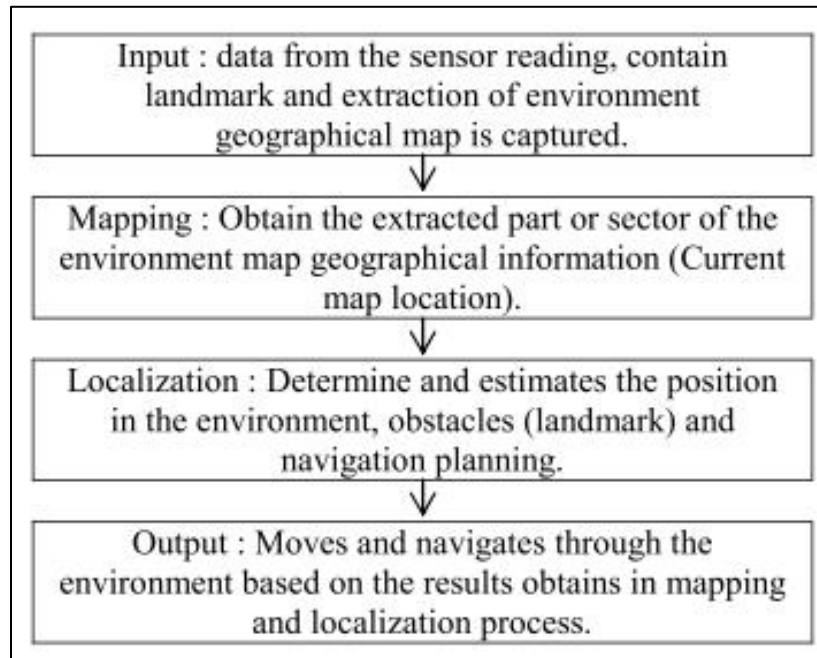 Input : data from the sensor reading, contain
landmark and extraction of environment
geographical map is captured.
Mapping : Obtain the extracted part or sector of the
environment map geographical information (Current
map location).
Localization : Determine and estimates the position
in the environment, obstacles (landmark) and
navigation planning.
Output : Moves and navigates through the
environment based on the results obtains in mapping
and localization process.